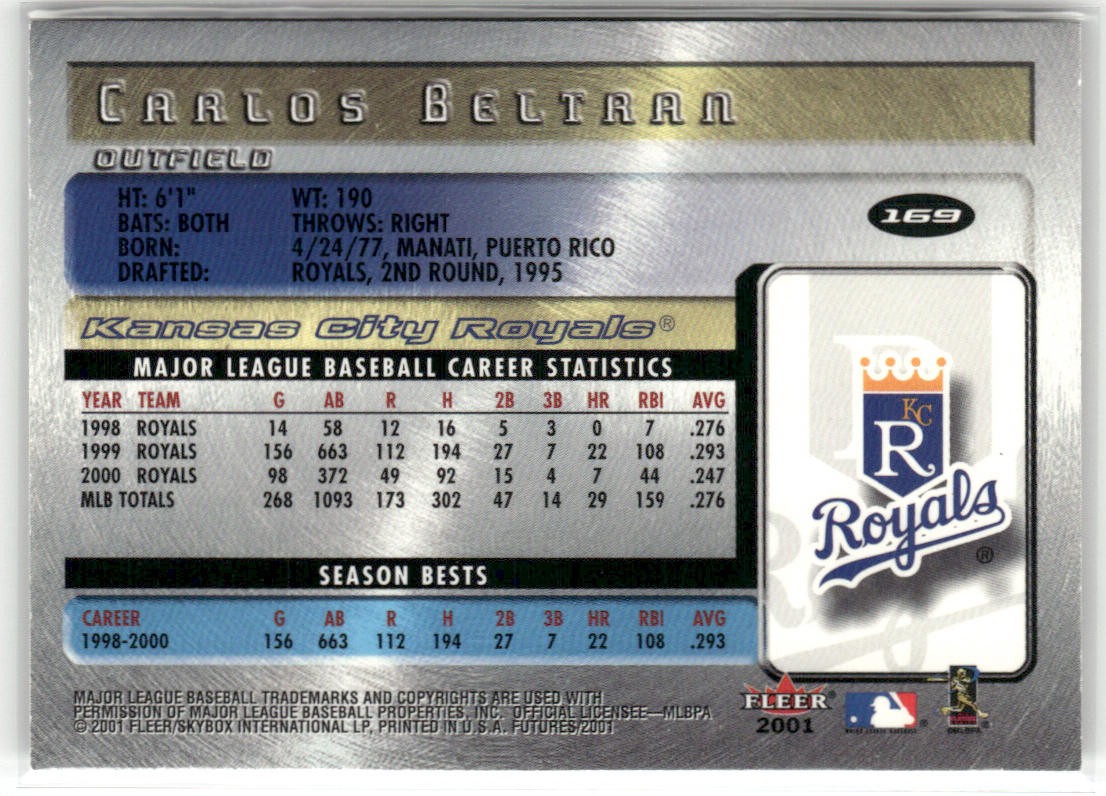 CARLOS BELTRAN
OUTFIELD
HT: 6'1" WT: 190
BATS: BOTH THROWS: RIGHT
BORN: 4/24/77, MANATI, PUERTO RICO
DRAFTED: ROYALS, 2ND ROUND, 1995
169
Kansas City Royals®
MAJOR LEAGUE BASEBALL CAREER STATISTICS
YEAR TEAM G AB R H 2B 3B HR RBI AVG
1998 ROYALS 14 58 12 16 5 3 0 7 .276
1999 ROYALS 156 663 112 194 27 7 22 108 .293
2000 ROYALS 98 372 49 92 15 4 7 44 .247
MLB TOTALS 268 1093 173 302 47 14 29 159 .276
SEASON BESTS
CAREER G AB R H 2B 3B HR RBI AVG
1998-2000 156 663 112 194 27 7 22 108 .293
KC
R
Royals
®
MAJOR LEAGUE BASEBALL TRADEMARKS AND COPYRIGHTS ARE USED WITH
PERMISSION OF MAJOR LEAGUE BASEBALL PROPERTIES, INC. OFFICIAL LICENSEE—MLBPA
© 2001 FLEER/SKYBOX INTERNATIONAL LP, PRINTED IN U.S.A. FUTURES/2001
FLEER®
2001
MAJOR LEAGUE BASEBALL
®
©MLBPA